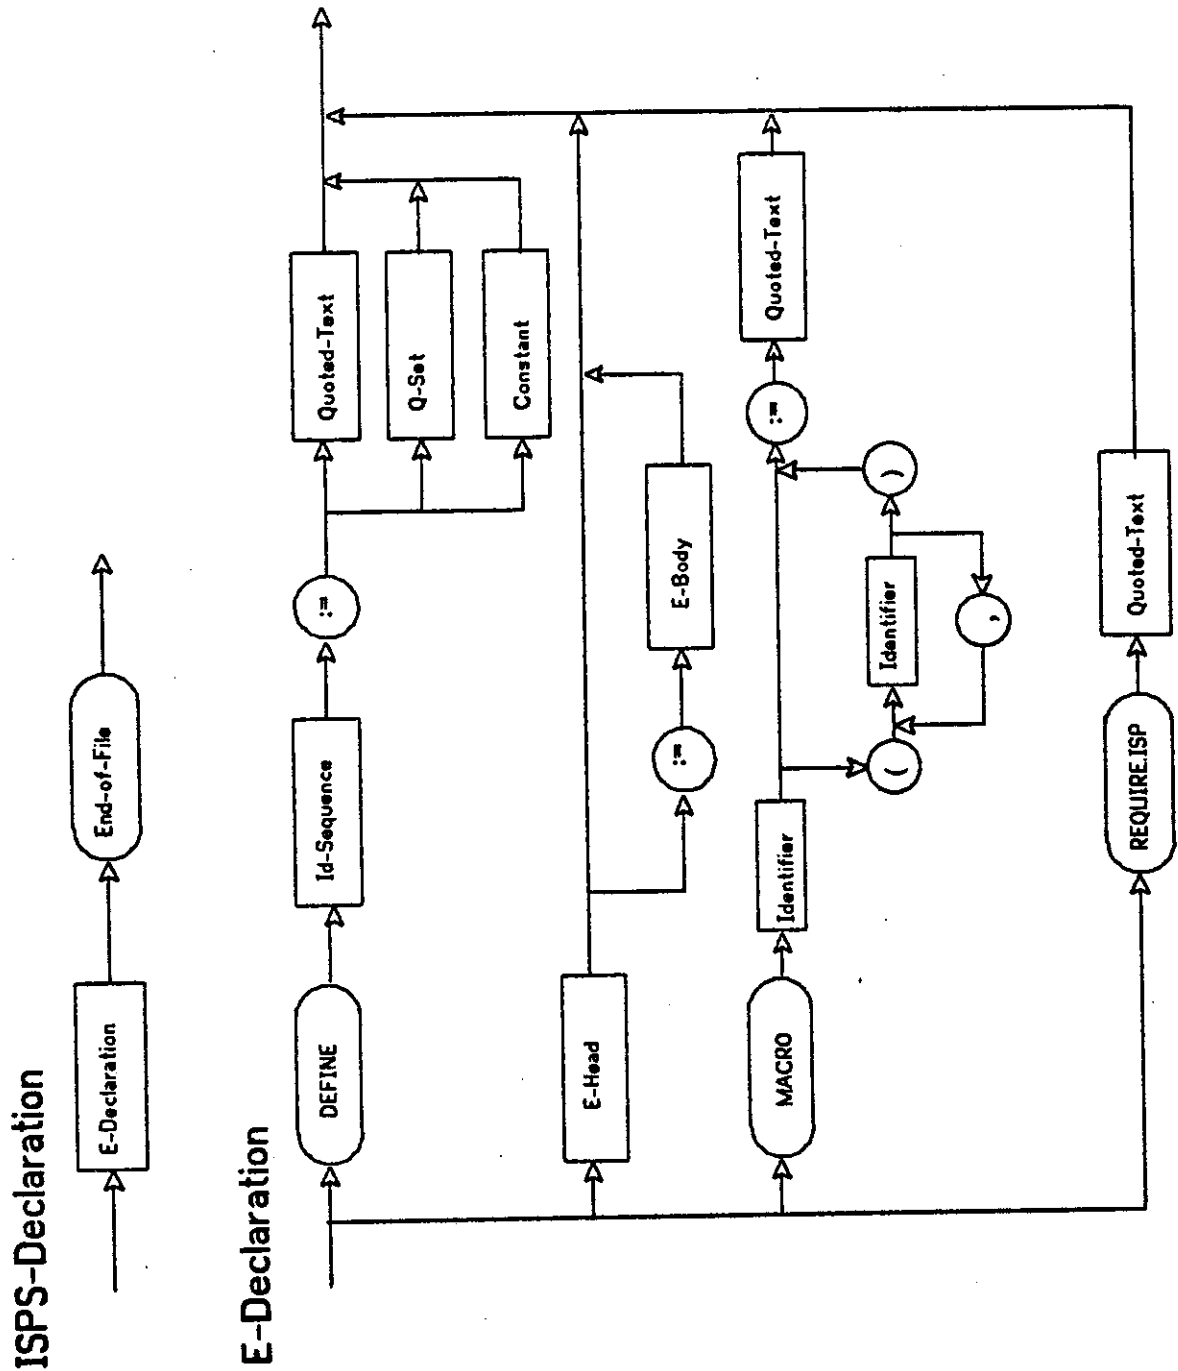 ISPS-Declaration
E-Declaration
End-of-File
E-Declaration
DEFINE
Id-Sequence
:=
Quoted-Text
Q-Set
Constant
E-Head
:=
E-Body
MACRO
Identifier
(
Identifier
,
)
:=
Quoted-Text
REQUIRE.ISP
Quoted-Text